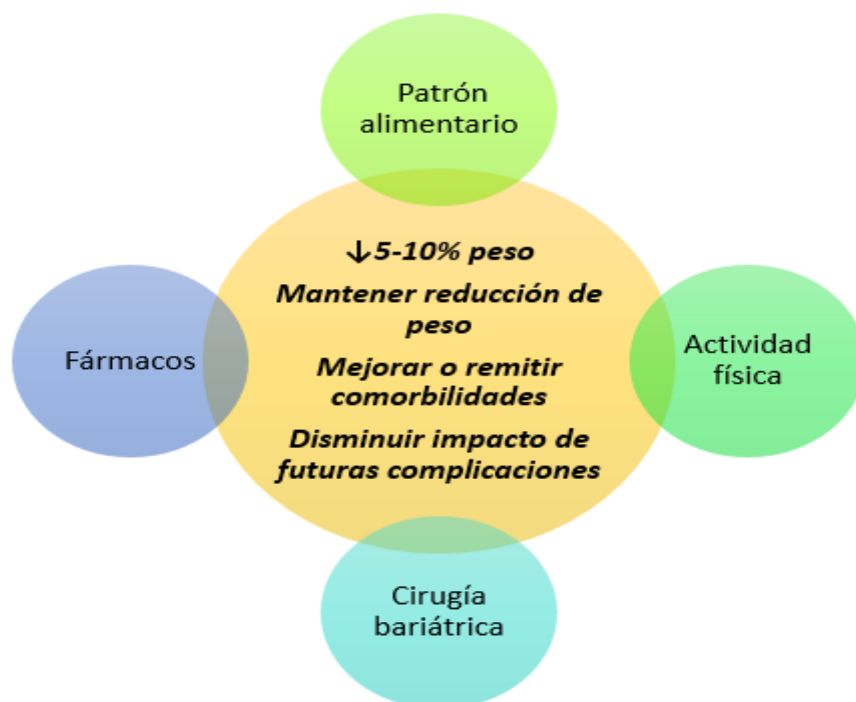 Patrón
alimentario
↓5-10% peso
Mantener reducción de
peso
Mejorar o remitir
comorbilidades
Disminuir impacto de
futuras complicaciones
Fármacos
Actividad
física
Cirugía
bariátrica